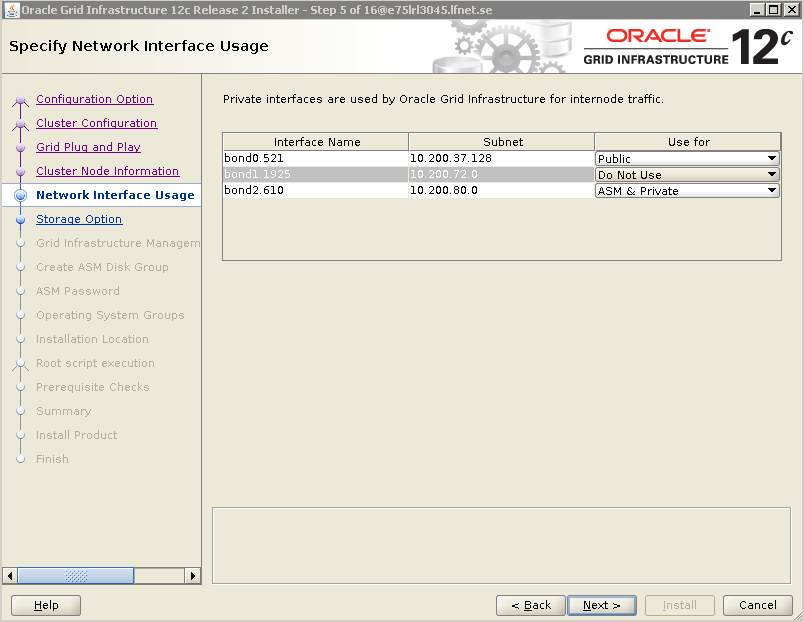 Oracle Grid Infrastructure 12c Release 2 Installer - Step 5 of 16@e75lrl3045.lfnet.se
Specify Network Interface Usage
ORACLE
GRID INFRASTRUCTURE 12c
Configuration Option
Cluster Configuration
Grid Plug and Play
Cluster Node Information
Network Interface Usage
Storage Option
Grid Infrastructure Managem
Create ASM Disk Group
ASM Password
Operating System Groups
Installation Location
Root script execution
Prerequisite Checks
Summary
Install Product
Finish
Private interfaces are used by Oracle Grid Infrastructure for internode traffic.
Interface Name Subnet Use for
bond0.521 10.200.37.128 Public
bond1.1925 10.200.72.0 Do Not Use
bond2.610 10.200.80.0 ASM & Private
Help < Back Next > Install Cancel